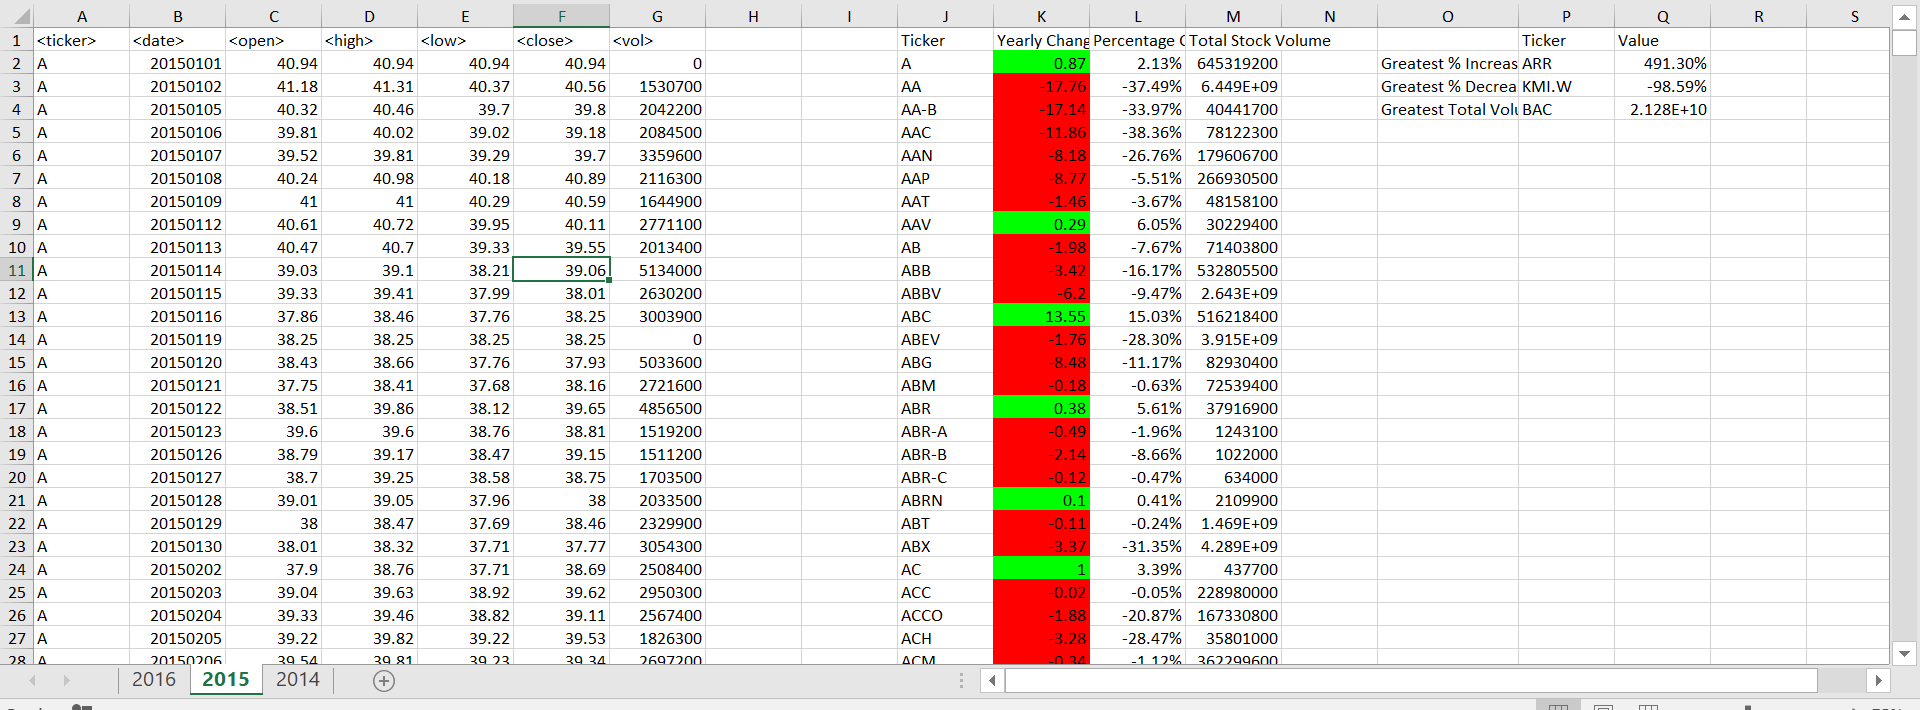 A B C D E F G H I J K L M N O P Q R S
1 <ticker> <date> <open> <high> <low> <close> <vol> Ticker Yearly Chang Percentage C Total Stock Volume Ticker Value
2 A 20150101 40.94 40.94 40.94 40.94 0 A 0.87 2.13% 645319200 Greatest % Increas ARR 491.30%
3 A 20150102 41.18 41.31 40.37 40.56 1530700 AA -17.76 -37.49% 6.449E+09 Greatest % Decrea KMI.W -98.59%
4 A 20150105 40.32 40.46 39.7 39.8 2042200 AA-B -17.14 -33.97% 40441700 Greatest Total Volu BAC 2.128E+10
5 A 20150106 39.81 40.02 39.02 39.18 2084500 AAC -11.86 -38.36% 78122300
6 A 20150107 39.52 39.81 39.29 39.7 3359600 AAN -8.18 -26.76% 179606700
7 A 20150108 40.24 40.98 40.18 40.89 2116300 AAP -8.77 -5.51% 266930500
8 A 20150109 41 41 40.29 40.59 1644900 AAT -1.46 -3.67% 48158100
9 A 20150112 40.61 40.72 39.95 40.11 2771100 AAV 0.29 6.05% 30229400
10 A 20150113 40.47 40.7 39.33 39.55 2013400 AB -1.98 -7.67% 71403800
11 A 20150114 39.03 39.1 38.21 39.06 5134000 ABB -3.42 -16.17% 532805500
12 A 20150115 39.33 39.41 37.99 38.01 2630200 ABBV -6.2 -9.47% 2.643E+09
13 A 20150116 37.86 38.46 37.76 38.25 3003900 ABC 13.55 15.03% 516218400
14 A 20150119 38.25 38.25 38.25 38.25 0 ABEV -1.76 -28.30% 3.915E+09
15 A 20150120 38.43 38.66 37.76 37.93 5033600 ABG -8.48 -11.17% 82930400
16 A 20150121 37.75 38.41 37.68 38.16 2721600 ABM -0.18 -0.63% 72539400
17 A 20150122 38.51 39.86 38.12 39.65 4856500 ABR 0.38 5.61% 37916900
18 A 20150123 39.6 39.6 38.76 38.81 1519200 ABR-A -0.49 -1.96% 1243100
19 A 20150126 38.79 39.17 38.47 39.15 1511200 ABR-B -2.14 -8.66% 1022000
20 A 20150127 38.7 39.25 38.58 38.75 1703500 ABR-C -0.12 -0.47% 634000
21 A 20150128 39.01 39.05 37.96 38 2033500 ABRN 0.1 0.41% 2109900
22 A 20150129 38 38.47 37.69 38.46 2329900 ABT -0.11 -0.24% 1.469E+09
23 A 20150130 38.01 38.32 37.71 37.77 3054300 ABX -3.37 -31.35% 4.289E+09
24 A 20150202 37.9 38.76 37.71 38.69 2508400 AC 1 3.39% 437700
25 A 20150203 39.04 39.63 38.92 39.62 2950300 ACC -0.02 -0.05% 228980000
26 A 20150204 39.33 39.46 38.82 39.11 2567400 ACCO -1.88 -20.87% 167330800
27 A 20150205 39.22 39.82 39.22 39.53 1826300 ACH -3.28 -28.47% 35801000
28 A 20150206 39.54 39.81 39.23 39.34 2697200 ACM -0.34 -1.12% 362299600
2016 2015 2014